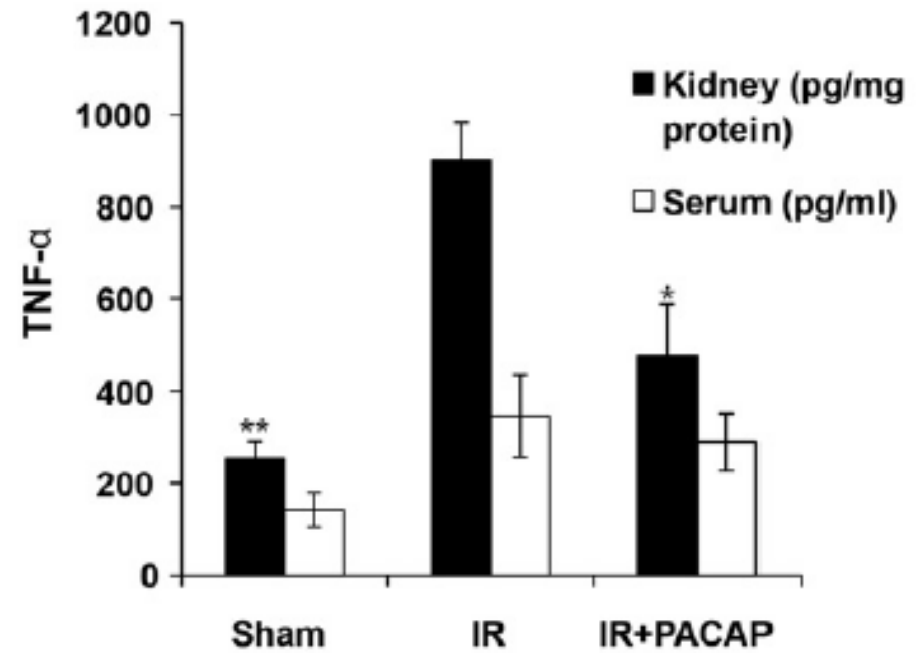 1200
1000
800
600
400
200
0
TNF-α
Kidney (pg/mg
protein)
Serum (pg/ml)
**
*
Sham IR IR+PACAP